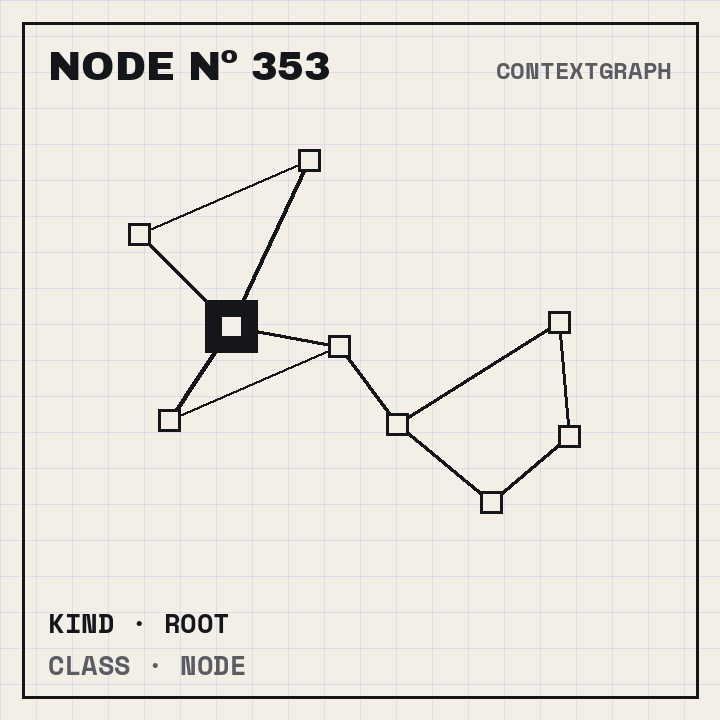 NODE Nº 353
CONTEXTGRAPH
KIND · ROOT
CLASS · NODE